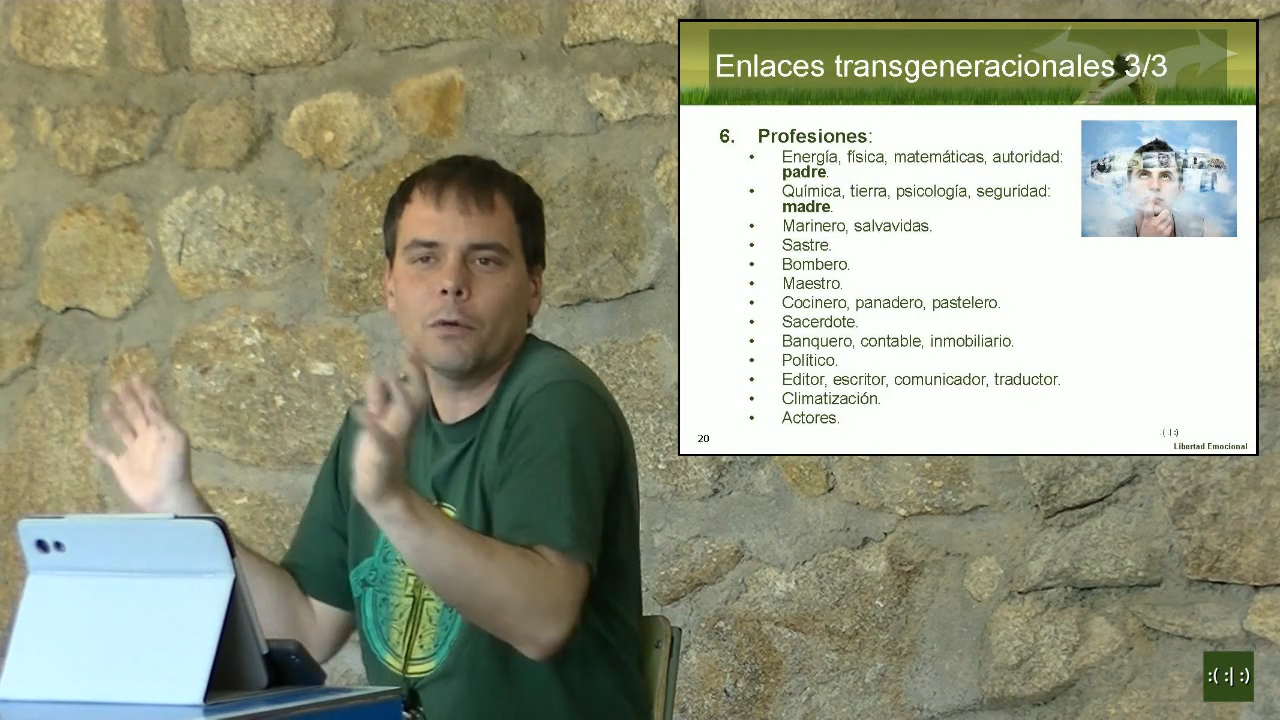 Enlaces transgeneracionales 3/3
6. Profesiones:
• Energía, física, matemáticas, autoridad:
padre.
• Química, tierra, psicología, seguridad:
madre.
• Marinero, salvavidas.
• Sastre.
• Bombero.
• Maestro.
• Cocinero, panadero, pastelero.
• Sacerdote.
• Banquero, contable, inmobiliario.
• Político.
• Editor, escritor, comunicador, traductor.
• Climatización.
• Actores.
20
:( :| :)
Libertad Emocional
:( :| :)